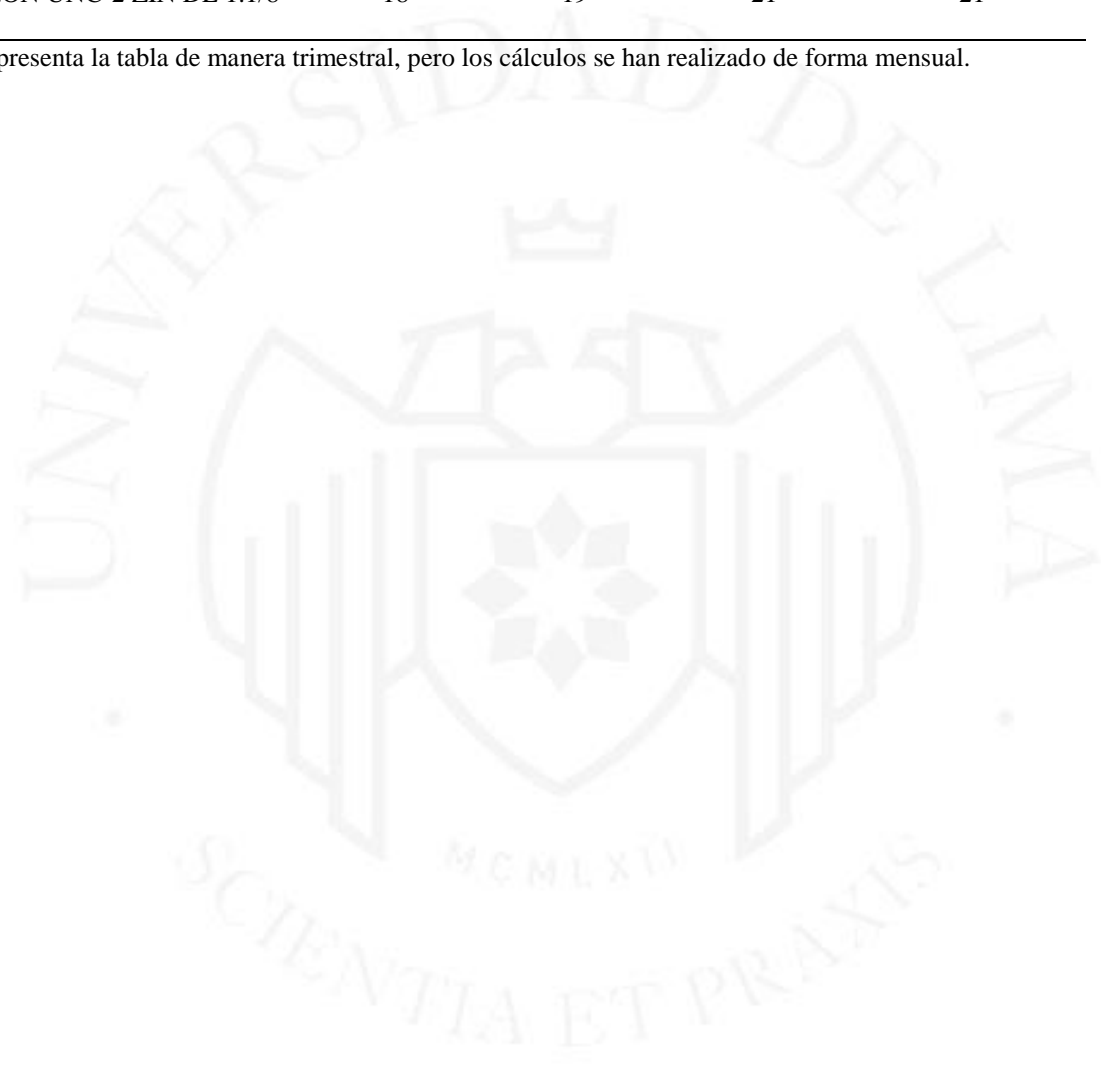 presenta la tabla de manera trimestral, pero los cálculos se han realizado de forma mensual.
UNIVERSIDAD DE LIMA
MCMLXII
SCIENTIA ET PRAXIS